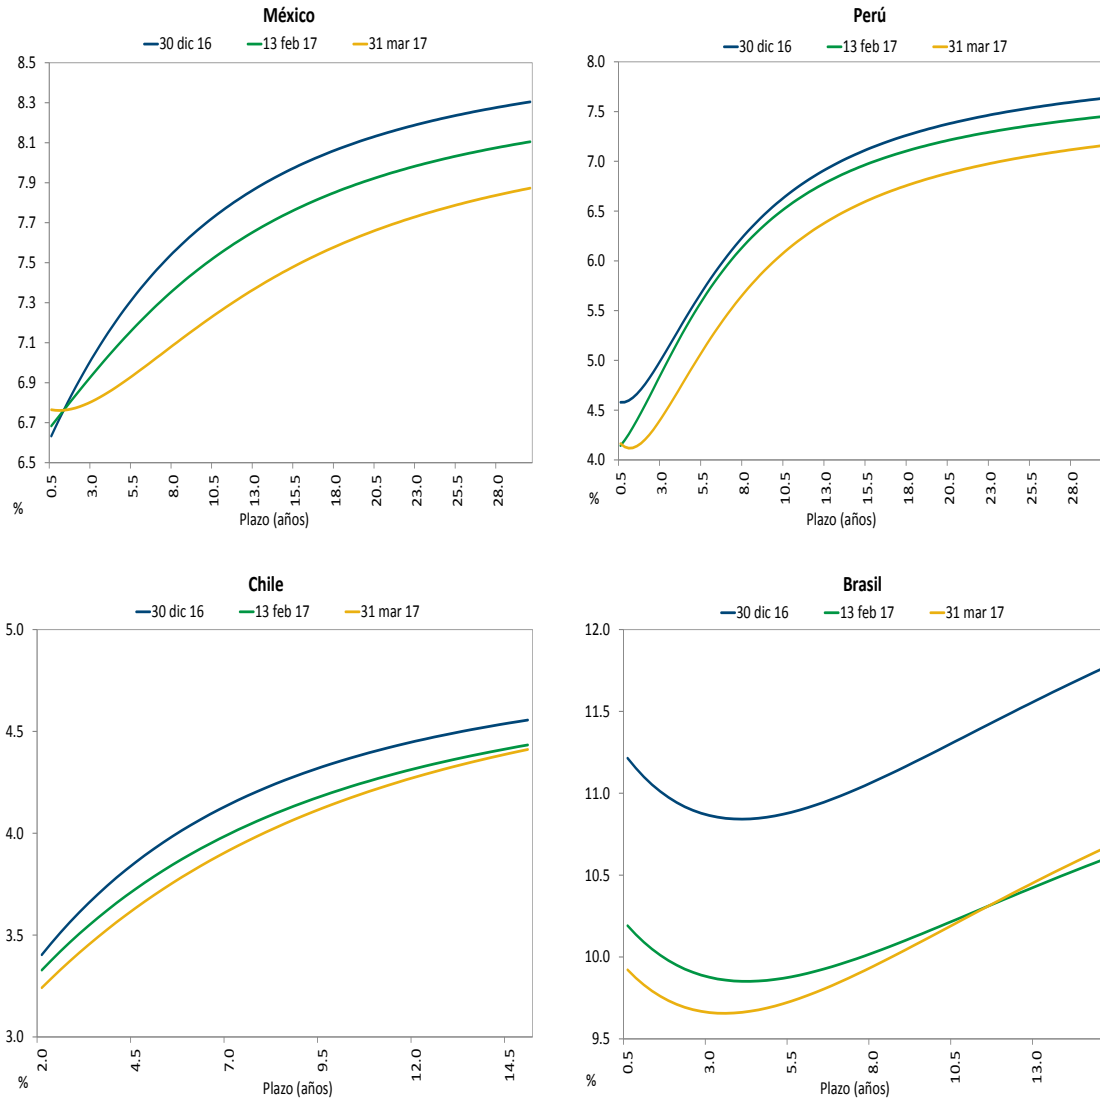 México
30 dic 16 13 feb 17 31 mar 17
8.5
8.3
8.1
7.9
7.7
7.5
7.3
7.1
6.9
6.7
6.5
0.5 3.0 5.5 8.0 10.5 13.0 15.5 18.0 20.5 23.0 25.5 28.0
%
Plazo (años)
Perú
30 dic 16 13 feb 17 31 mar 17
8.0
7.5
7.0
6.5
6.0
5.5
5.0
4.5
4.0
0.5 3.0 5.5 8.0 10.5 13.0 15.5 18.0 20.5 23.0 25.5 28.0
%
Plazo (años)
Chile
30 dic 16 13 feb 17 31 mar 17
5.0
4.5
4.0
3.5
3.0
2.0 4.5 7.0 9.5 12.0 14.5
%
Plazo (años)
Brasil
30 dic 16 13 feb 17 31 mar 17
12.0
11.5
11.0
10.5
10.0
9.5
0.5 3.0 5.5 8.0 10.5 13.0
%
Plazo (años)